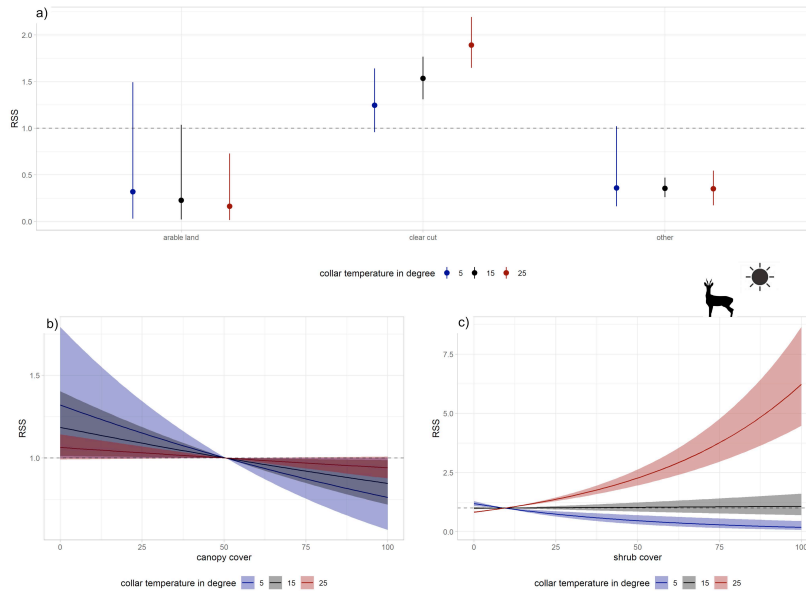 a)
2.0
1.5
1.0
0.5
0.0
RSS
arable land clear cut other
collar temperature in degree 5 15 25
b)
1.5
1.0
RSS
0 25 50 75 100
canopy cover
collar temperature in degree 5 15 25
c)
7.5
5.0
2.5
0.0
RSS
0 25 50 75 100
shrub cover
collar temperature in degree 5 15 25